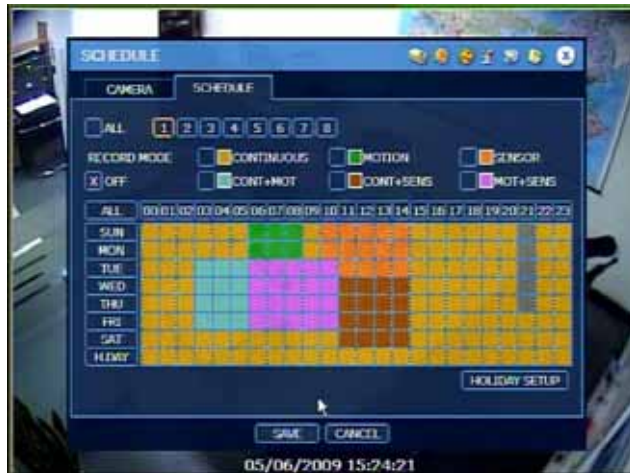 SCHEDULE
CAMERA SCHEDULE
ALL 1 2 3 4 5 6 7 8
RECORD MODE CONTINUOUS MOTION SENSOR
X OFF CONT+MOT CONT+SENS MOT+SENS
ALL 00 01 02 03 04 05 06 07 08 09 10 11 12 13 14 15 16 17 18 19 20 21 22 23
SUN
MON
TUE
WED
THU
FRI
SAT
H.DAY
HOLIDAY SETUP
SAVE CANCEL
05/06/2009 15:24:21